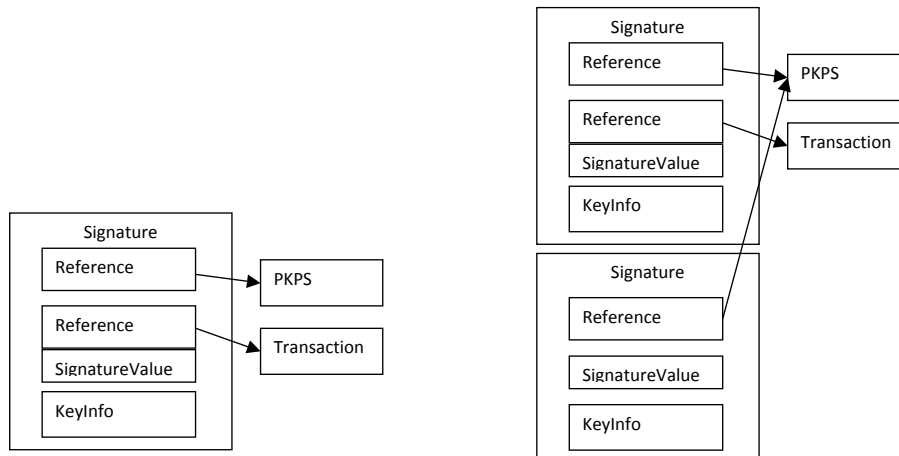 Signature
Reference
PKPS
Reference
Transaction
SignatureValue
KeyInfo
Signature
Reference
PKPS
Reference
Transaction
SignatureValue
KeyInfo
Signature
Reference
SignatureValue
KeyInfo